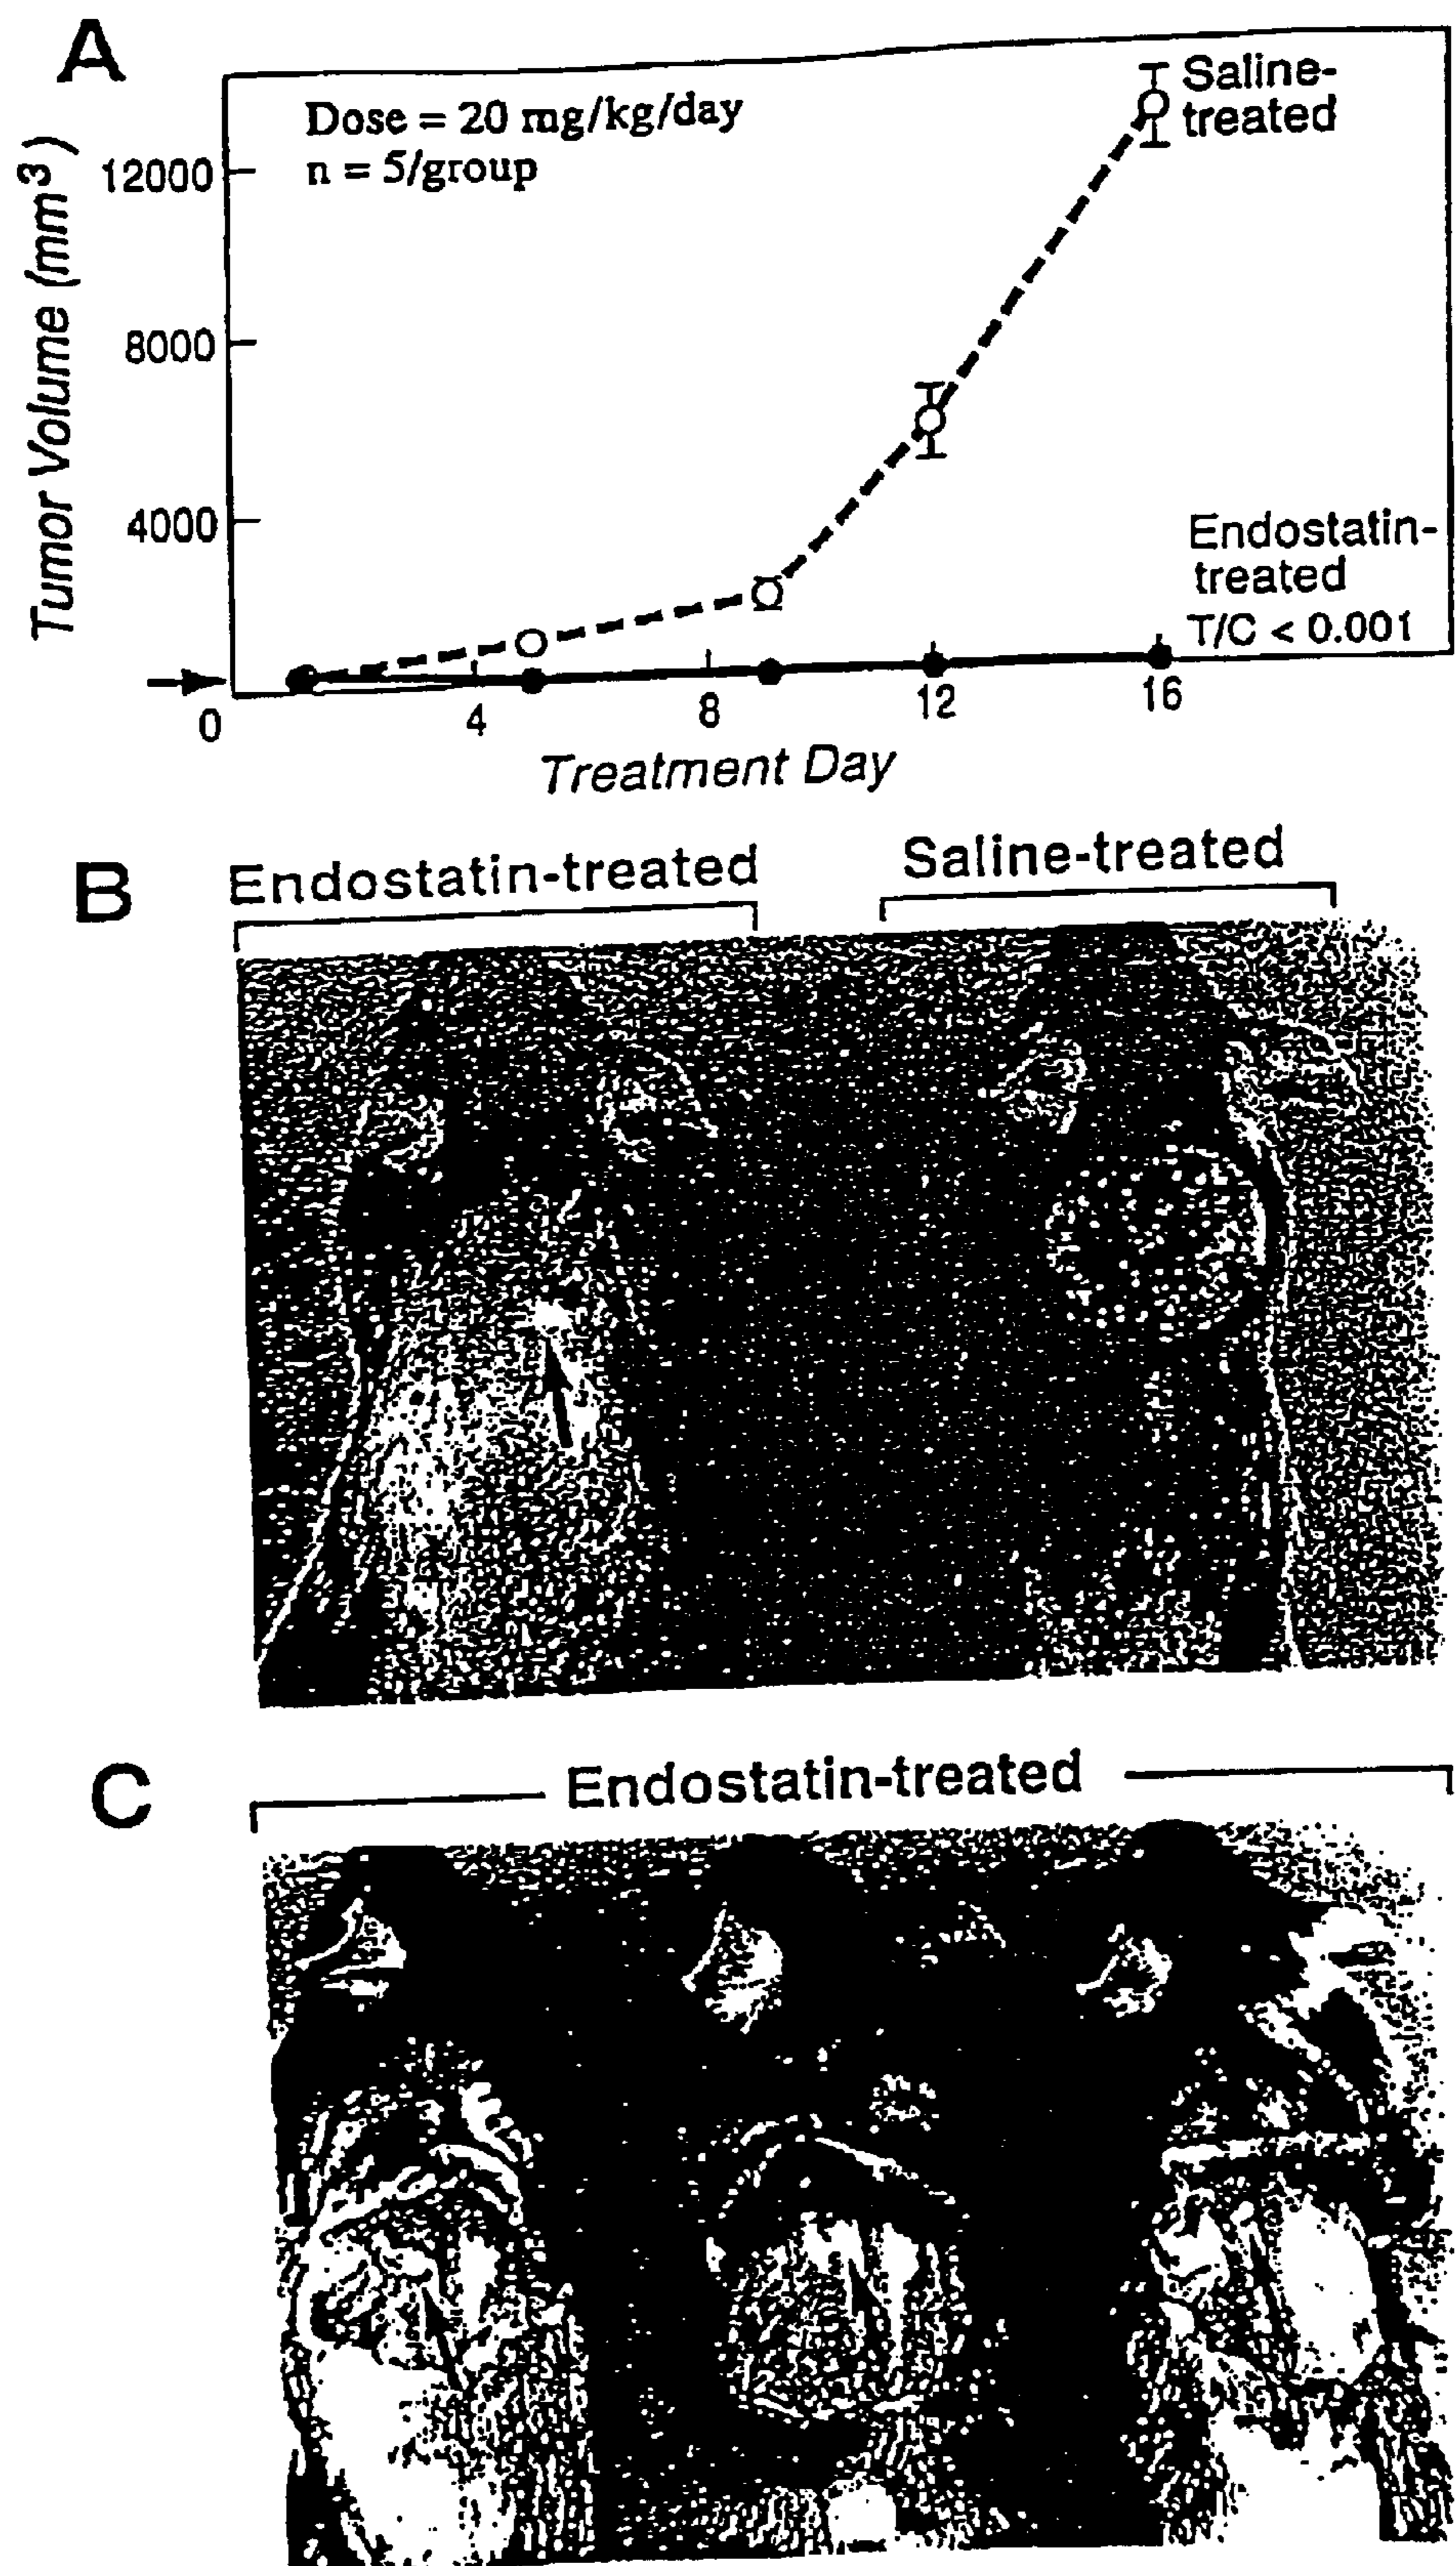 A
Tumor Volume (mm³)
12000
8000
4000
0
Dose = 20 mg/kg/day
n = 5/group
Saline-
treated
Endostatin-
treated
T/C < 0.001
4
8
12
16
Treatment Day
B
Endostatin-treated
Saline-treated
C
Endostatin-treated